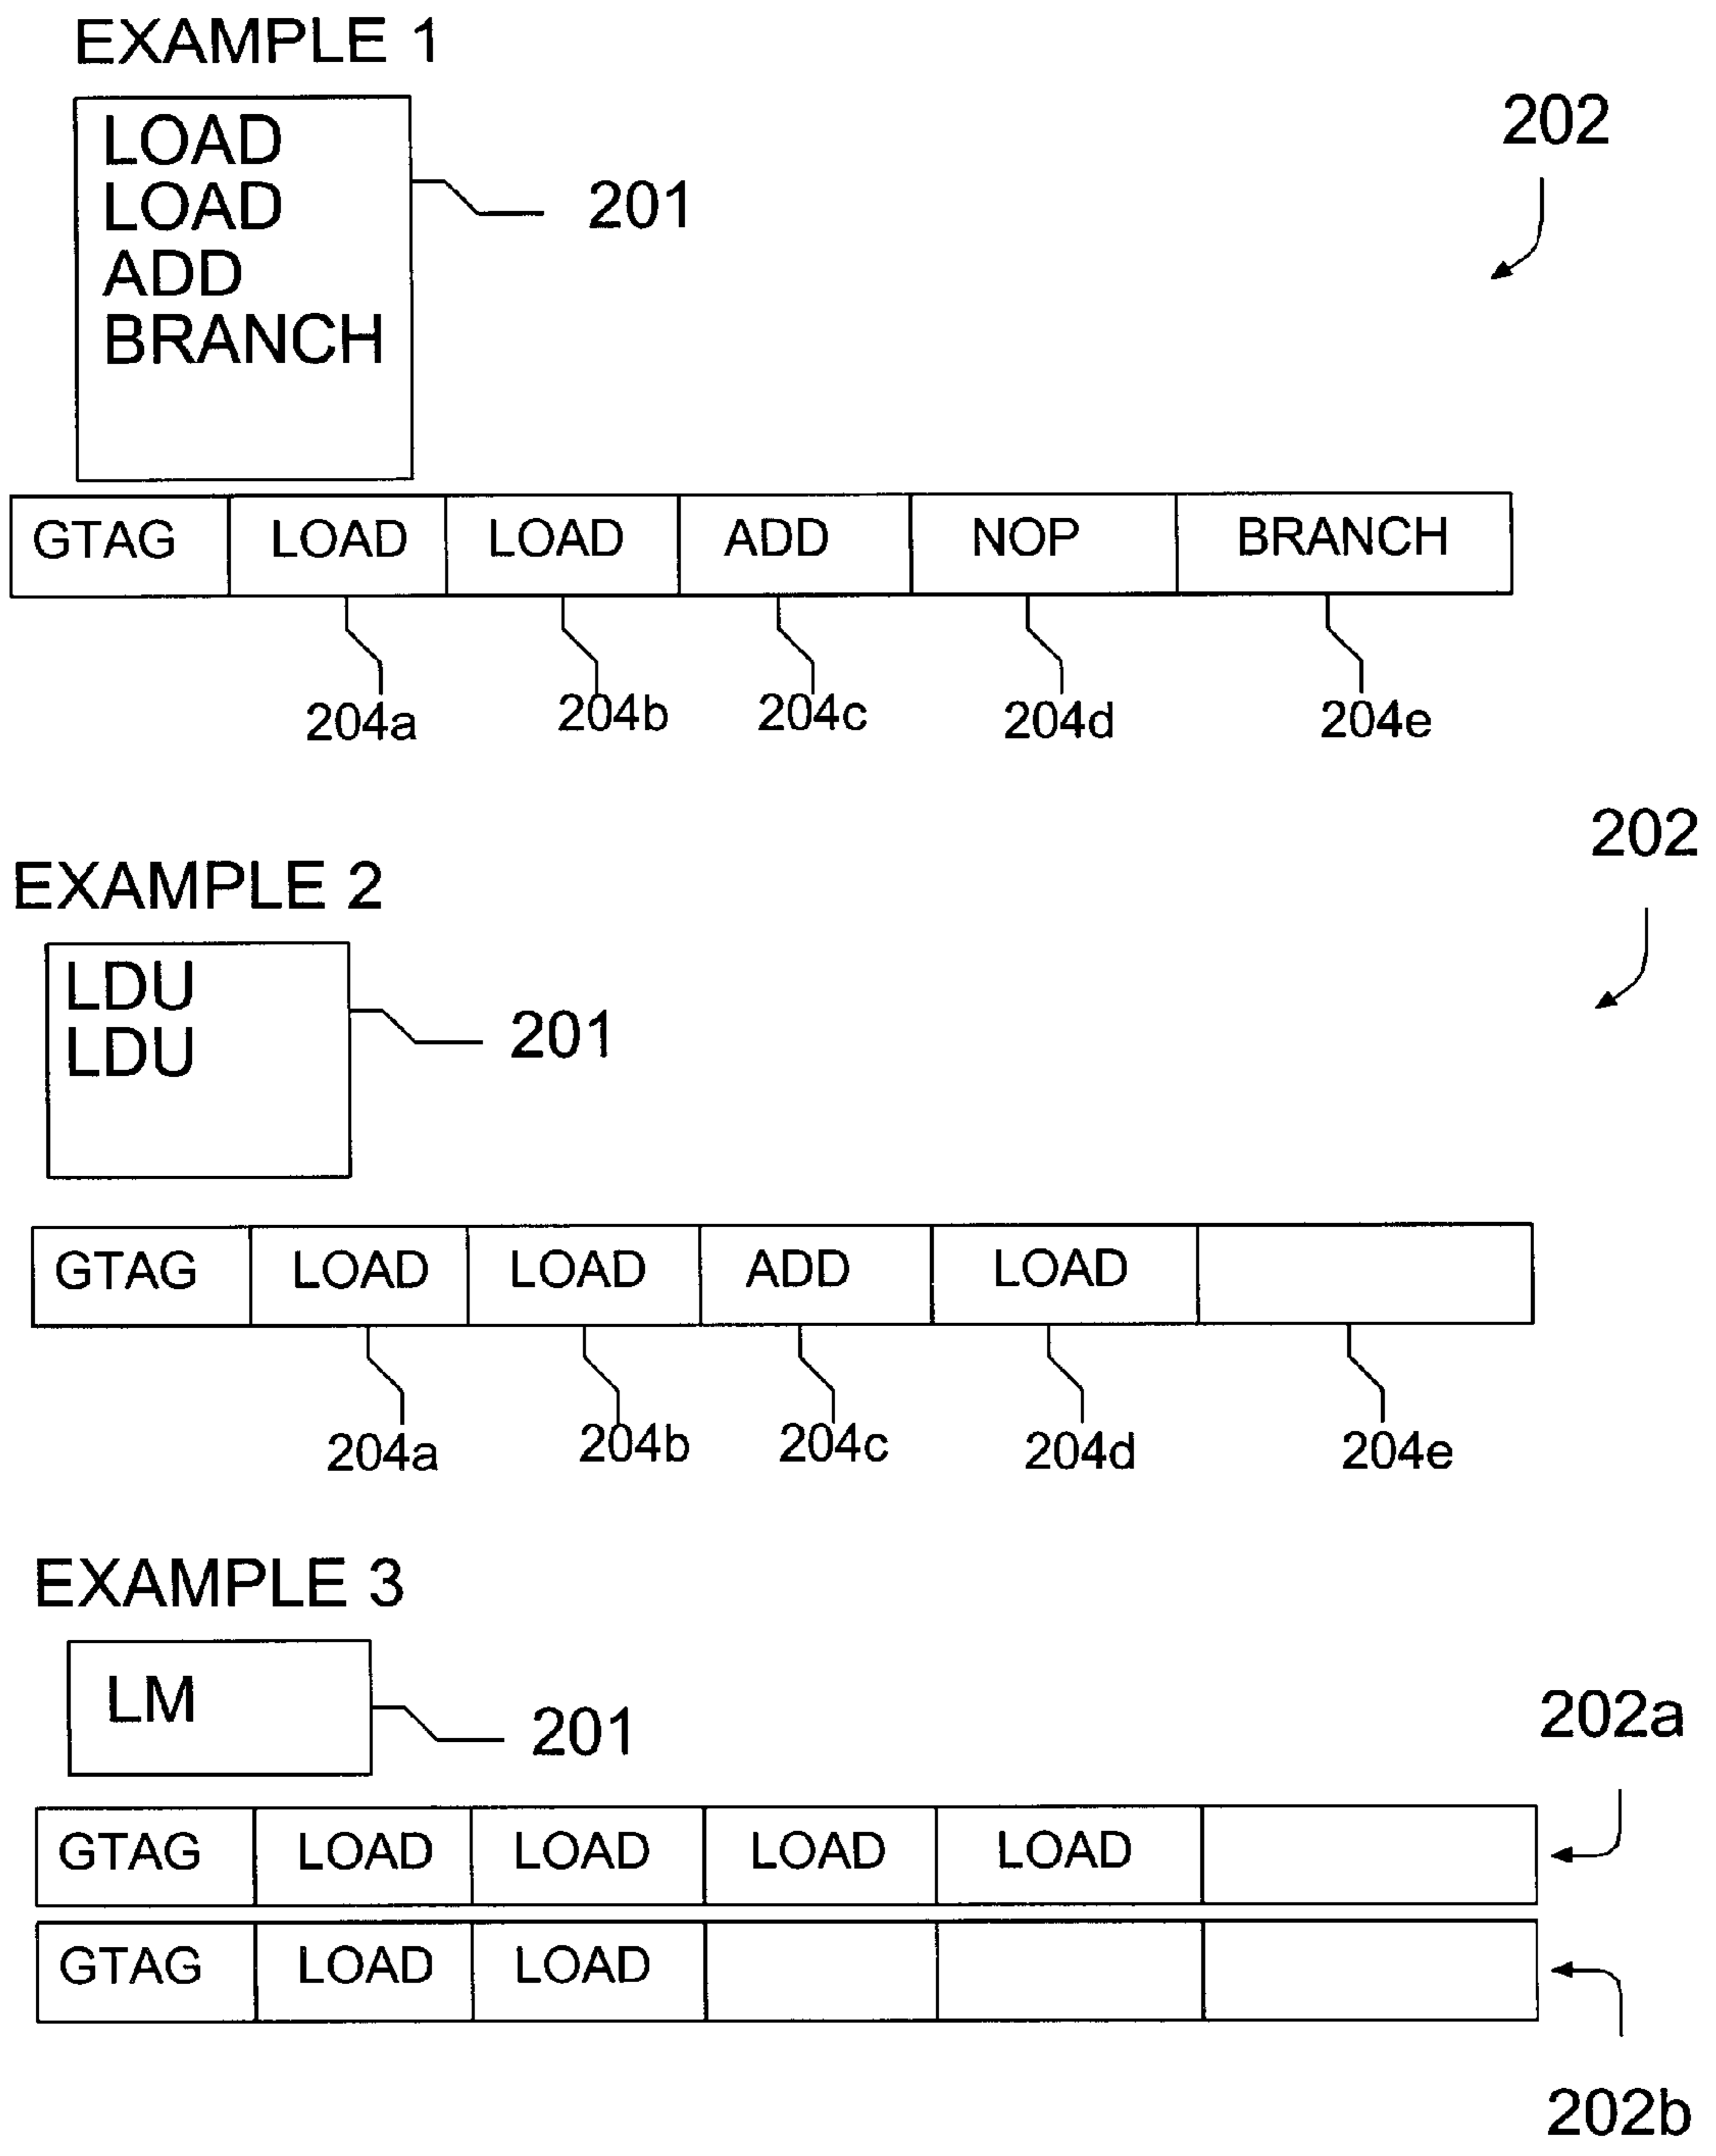 EXAMPLE 1
LOAD
LOAD
ADD
BRANCH
201
202
GTAG LOAD LOAD ADD NOP BRANCH
204a 204b 204c 204d 204e
202
EXAMPLE 2
LDU
LDU
201
GTAG LOAD LOAD ADD LOAD
204a 204b 204c 204d 204e
EXAMPLE 3
LM
201
202a
GTAG LOAD LOAD LOAD LOAD
GTAG LOAD LOAD
202b